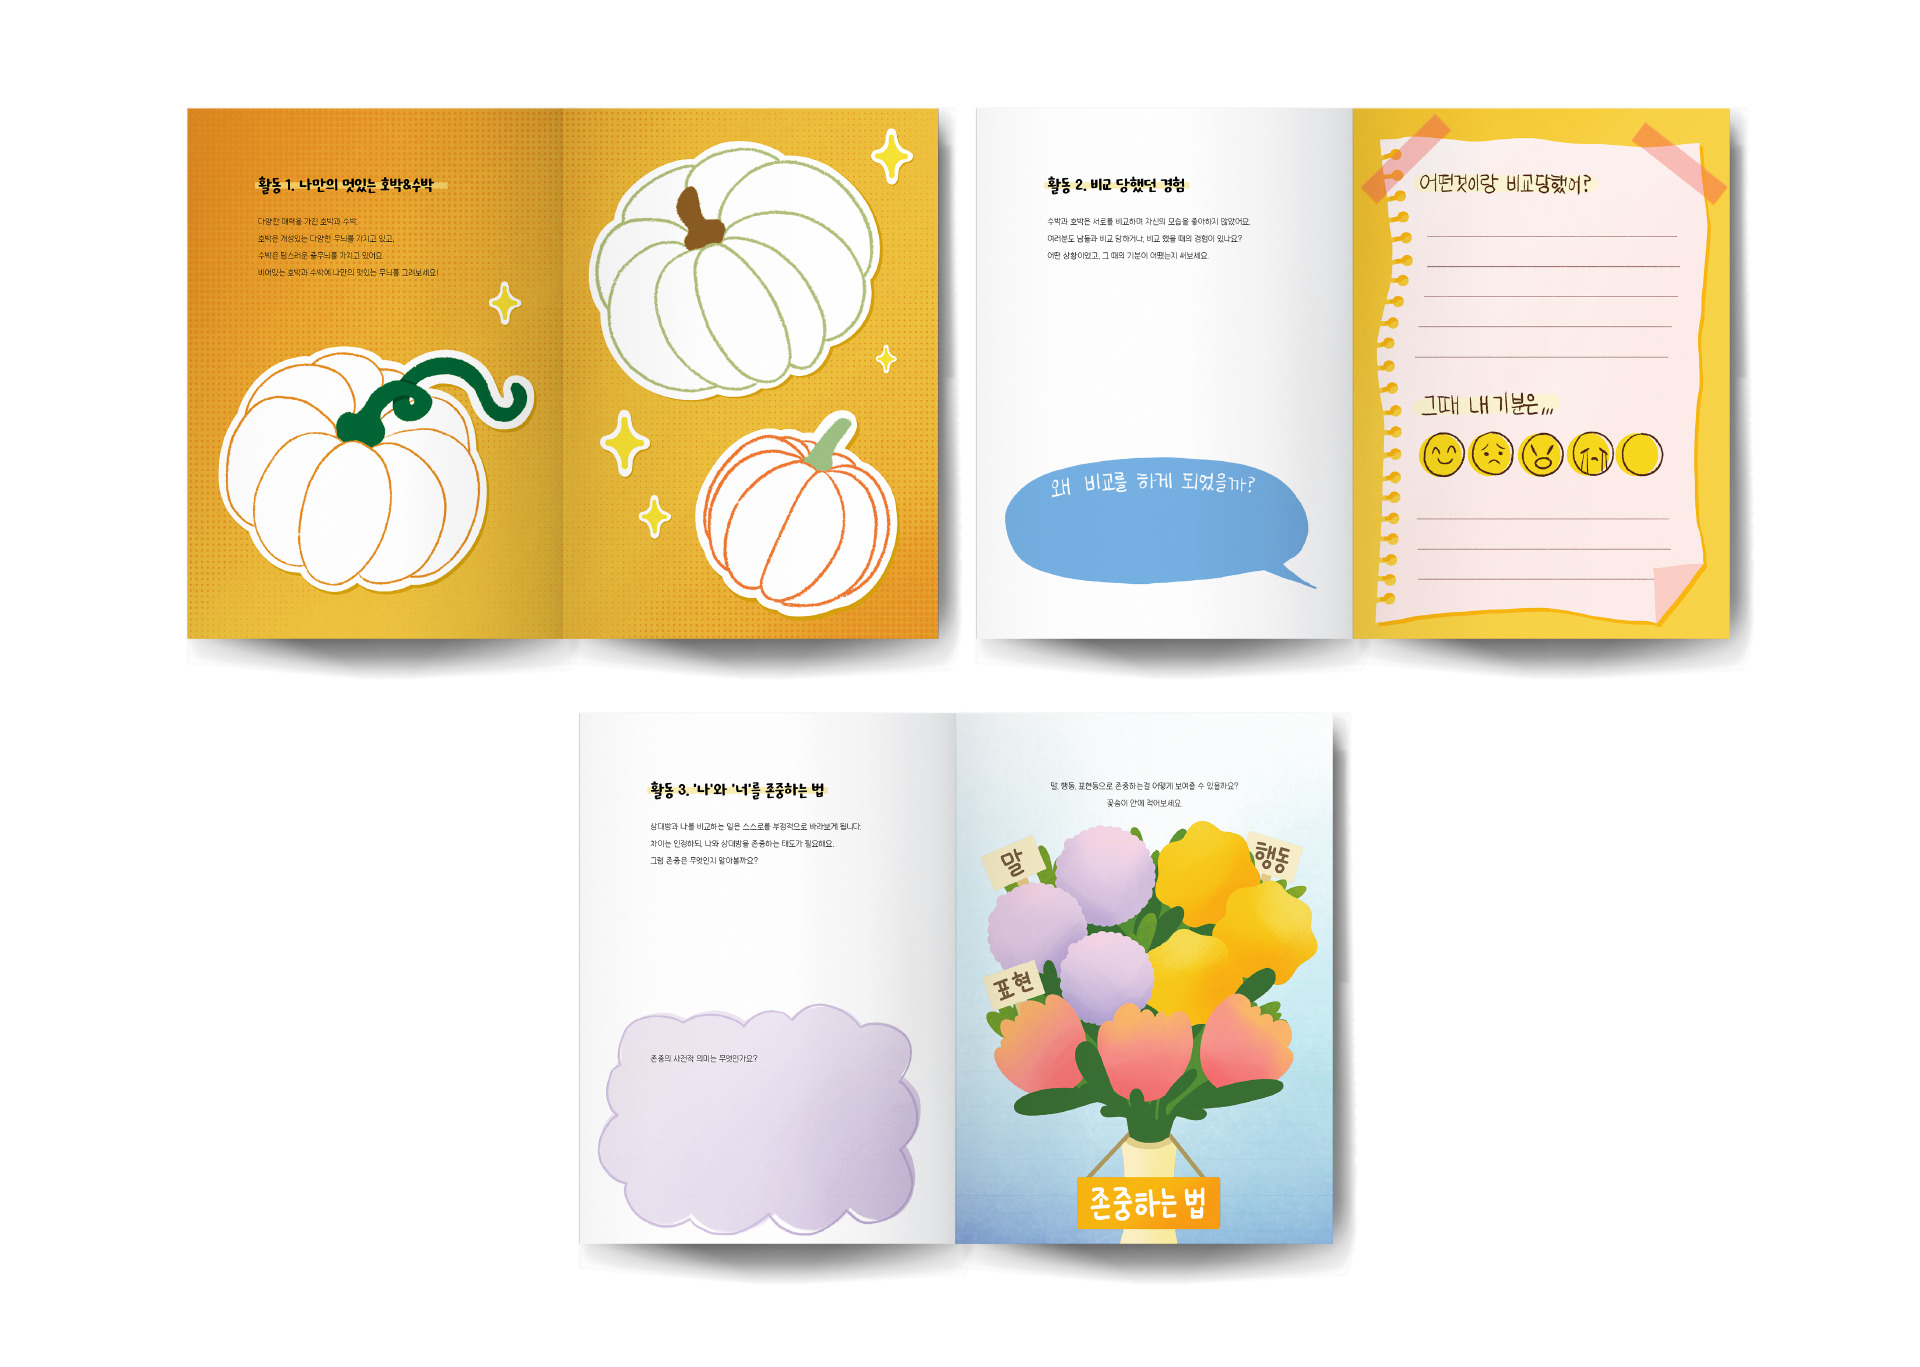 활동 1. 나만의 멋있는 호박&수박
다양한 매력을 가진 호박과 수박.
호박은 개성있는 다양한 무늬를 가지고 있고,
수박은 탐스러운 줄무늬를 가지고 있어요.
비어있는 호박과 수박에 나만의 멋있는 무늬를 그려보세요!
활동 2. 비교 당했던 경험
수박과 호박은 서로를 비교하며 자신의 모습을 좋아하지 않았어요.
여러분도 남들과 비교 당하거나, 비교 했을 때의 경험이 있나요?
어떤 상황이었고, 그 때의 기분이 어땠는지 써보세요.
왜 비교를 하게 되었을까?
어떤것이랑 비교당했어?
그때 내 기분은,,,
활동 3. '나'와 '너'를 존중하는 법
상대방과 나를 비교하는 일은 스스로를 부정적으로 바라보게 됩니다.
차이는 인정하되, 나와 상대방을 존중하는 태도가 필요해요.
그럼 존중은 무엇인지 알아볼까요?
존중의 사전적 의미는 무엇인가요?
말, 행동, 표현등으로 존중하는걸 어떻게 보여줄 수 있을까요?
꽃송이 안에 적어보세요.
말
행동
표현
존중하는 법